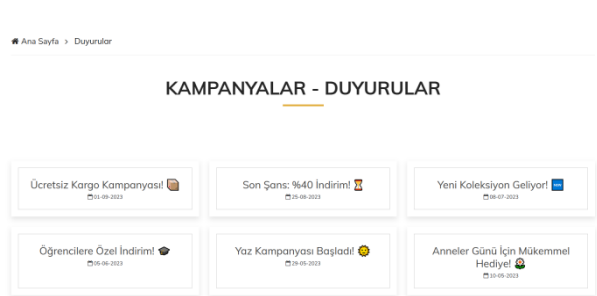 Ana Sayfa > Duyurular
KAMPANYALAR - DUYURULAR
Ücretsiz Kargo Kampanyası!
01-09-2023
Son Şans: %40 İndirim!
25-08-2023
Yeni Koleksiyon Geliyor!
08-07-2023
Öğrencilere Özel İndirim!
05-06-2023
Yaz Kampanyası Başladı!
29-05-2023
Anneler Günü İçin Mükemmel
Hediye!
10-05-2023